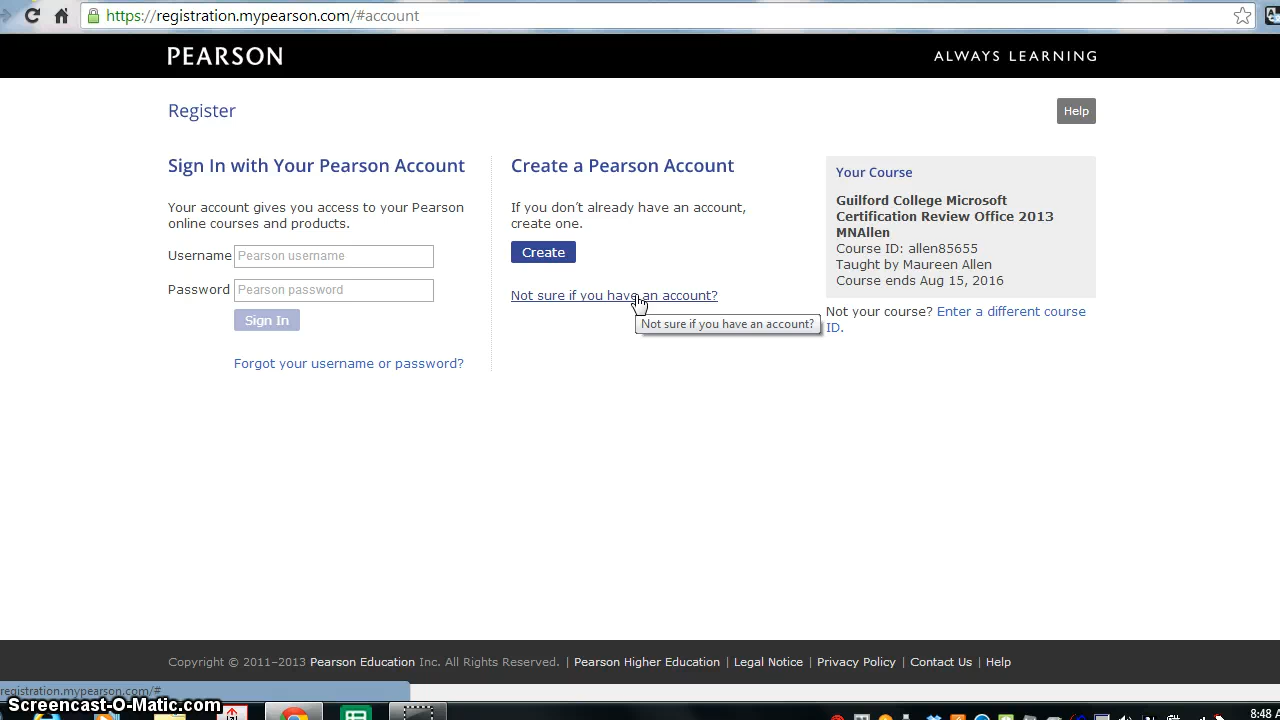 https://registration.mypearson.com/#account
PEARSON
ALWAYS LEARNING
Register
Help
Sign In with Your Pearson Account
Your account gives you access to your Pearson
online courses and products.
Username Pearson username
Password Pearson password
Sign In
Forgot your username or password?
Create a Pearson Account
If you don't already have an account,
create one.
Create
Not sure if you have an account?
Not sure if you have an account?
Your Course
Guilford College Microsoft
Certification Review Office 2013
MNAllen
Course ID: allen85655
Taught by Maureen Allen
Course ends Aug 15, 2016
Not your course? Enter a different course
ID.
Copyright © 2011–2013 Pearson Education Inc. All Rights Reserved. | Pearson Higher Education | Legal Notice | Privacy Policy | Contact Us | Help
registration.mypearson.com/#
Screencast-O-Matic.com
8:48